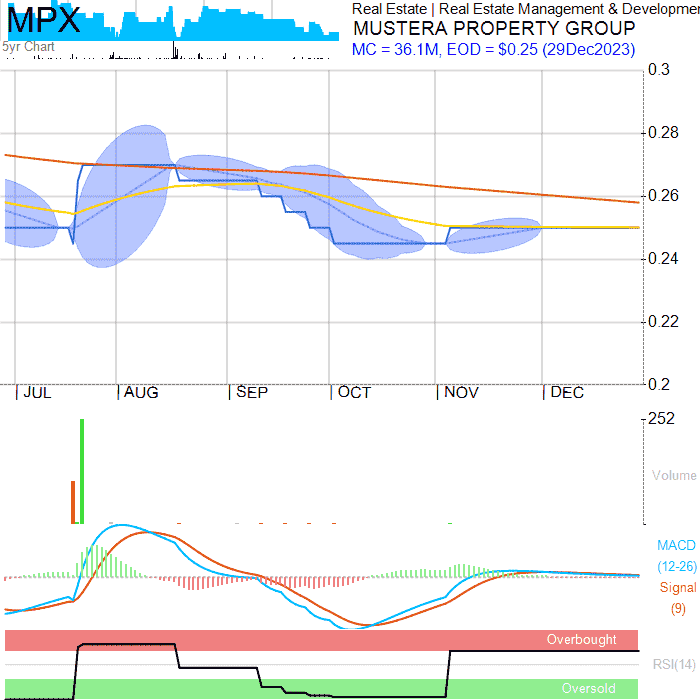 MPX
Real Estate | Real Estate Management & Developmen
MUSTERA PROPERTY GROUP
5yr Chart
MC = 36.1M, EOD = $0.25 (29Dec2023)
0.3
0.28
0.26
0.24
0.22
0.2
JUL AUG SEP OCT NOV DEC
252
Volume
MACD
(12-26)
Signal
(9)
Overbought
RSI(14)
Oversold